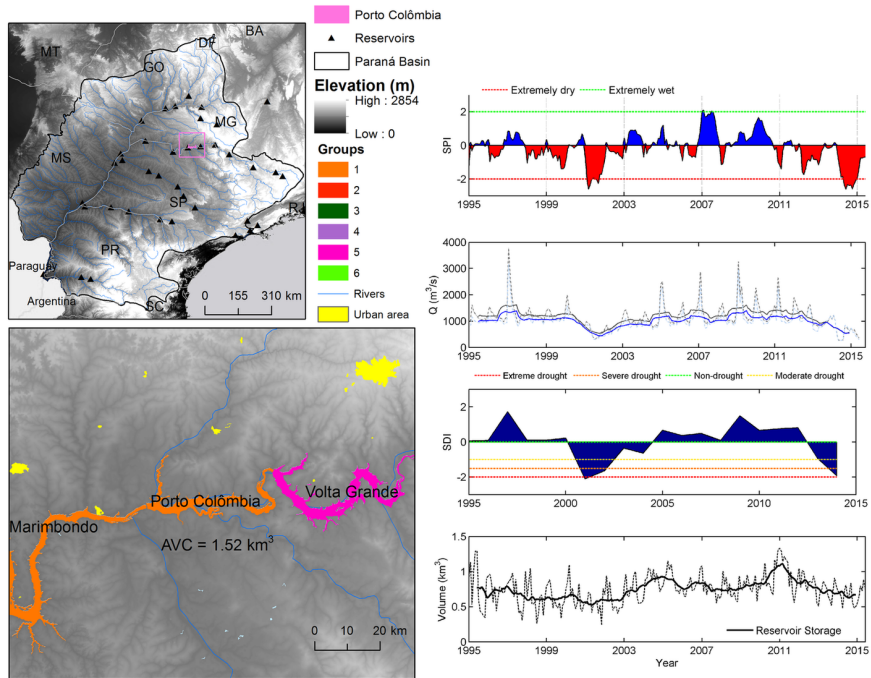 Porto Colômbia
Reservoirs
Paraná Basin
Elevation (m)
High : 2854
Low : 0
Groups
1
2
3
4
5
6
Rivers
Urban area
MT
BA
DF
GO
MG
MS
SP
PR
SC
Paraguay
Argentina
0 155 310 km
Marimbondo
Porto Colômbia
Volta Grande
AVC = 1.52 km³
0 10 20 km
Extremely dry
Extremely wet
SPI
2
0
-2
1995 1999 2003 2007 2011 2015
Q (m³/s)
4000
3000
2000
1000
0
1995 1999 2003 2007 2011 2015
Extreme drought Severe drought Non-drought Moderate drought
SDI
2
0
-2
1995 2000 2005 2010 2015
Volume (km³)
1.5
1
0.5
0
Reservoir Storage
1995 1999 2003 2007 2011 2015
Year